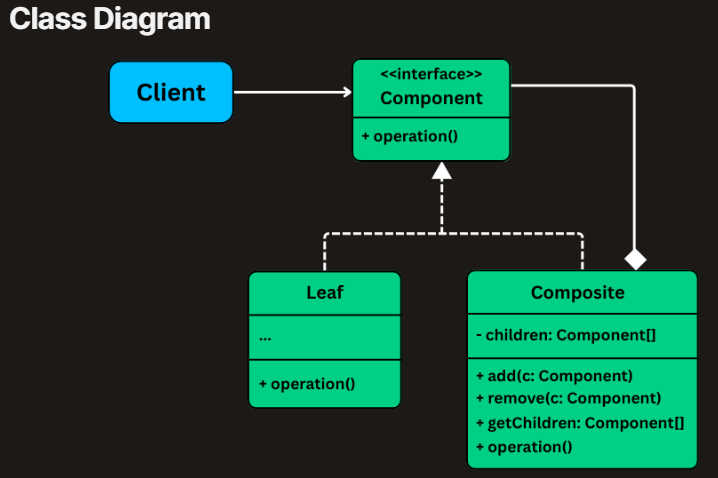 Class Diagram
Client
<<interface>>
Component
+ operation()
Leaf
...
+ operation()
Composite
- children: Component[]
+ add(c: Component)
+ remove(c: Component)
+ getChildren: Component[]
+ operation()